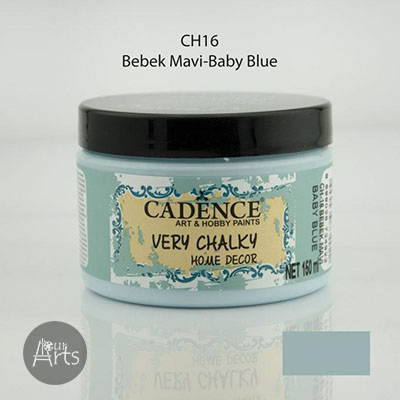 CH16
Bebek Mavi-Baby Blue
CADENCE
ART & HOBBY PAINTS
VERY CHALKY
HOME DECOR
BABY BLUE
NET 150 ml
Lili
Arts